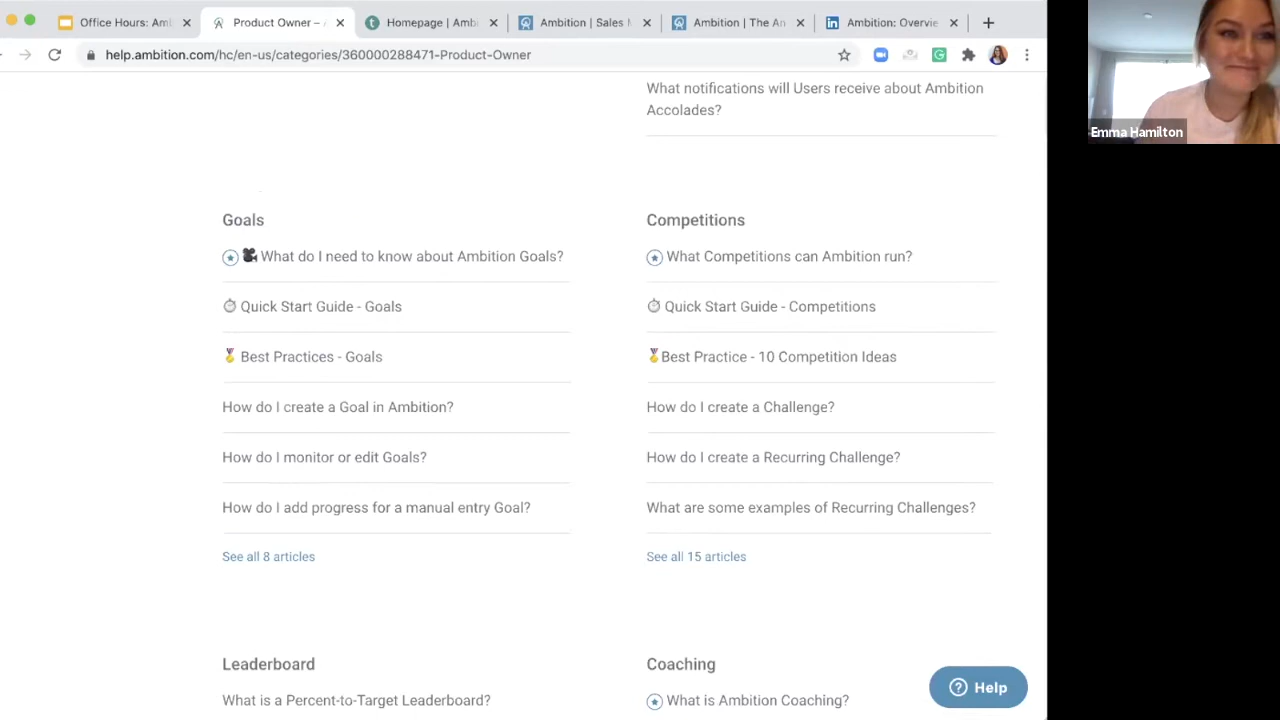 Office Hours: Aml
Product Owner –
Homepage | Ambi
Ambition | Sales M
Ambition | The An
Ambition: Overvie
help.ambition.com/hc/en-us/categories/360000288471-Product-Owner
Emma Hamilton
What notifications will Users receive about Ambition
Accolades?
Goals
What do I need to know about Ambition Goals?
Quick Start Guide - Goals
Best Practices - Goals
How do I create a Goal in Ambition?
How do I monitor or edit Goals?
How do I add progress for a manual entry Goal?
See all 8 articles
Competitions
What Competitions can Ambition run?
Quick Start Guide - Competitions
Best Practice - 10 Competition Ideas
How do I create a Challenge?
How do I create a Recurring Challenge?
What are some examples of Recurring Challenges?
See all 15 articles
Leaderboard
What is a Percent-to-Target Leaderboard?
Coaching
What is Ambition Coaching?
Help